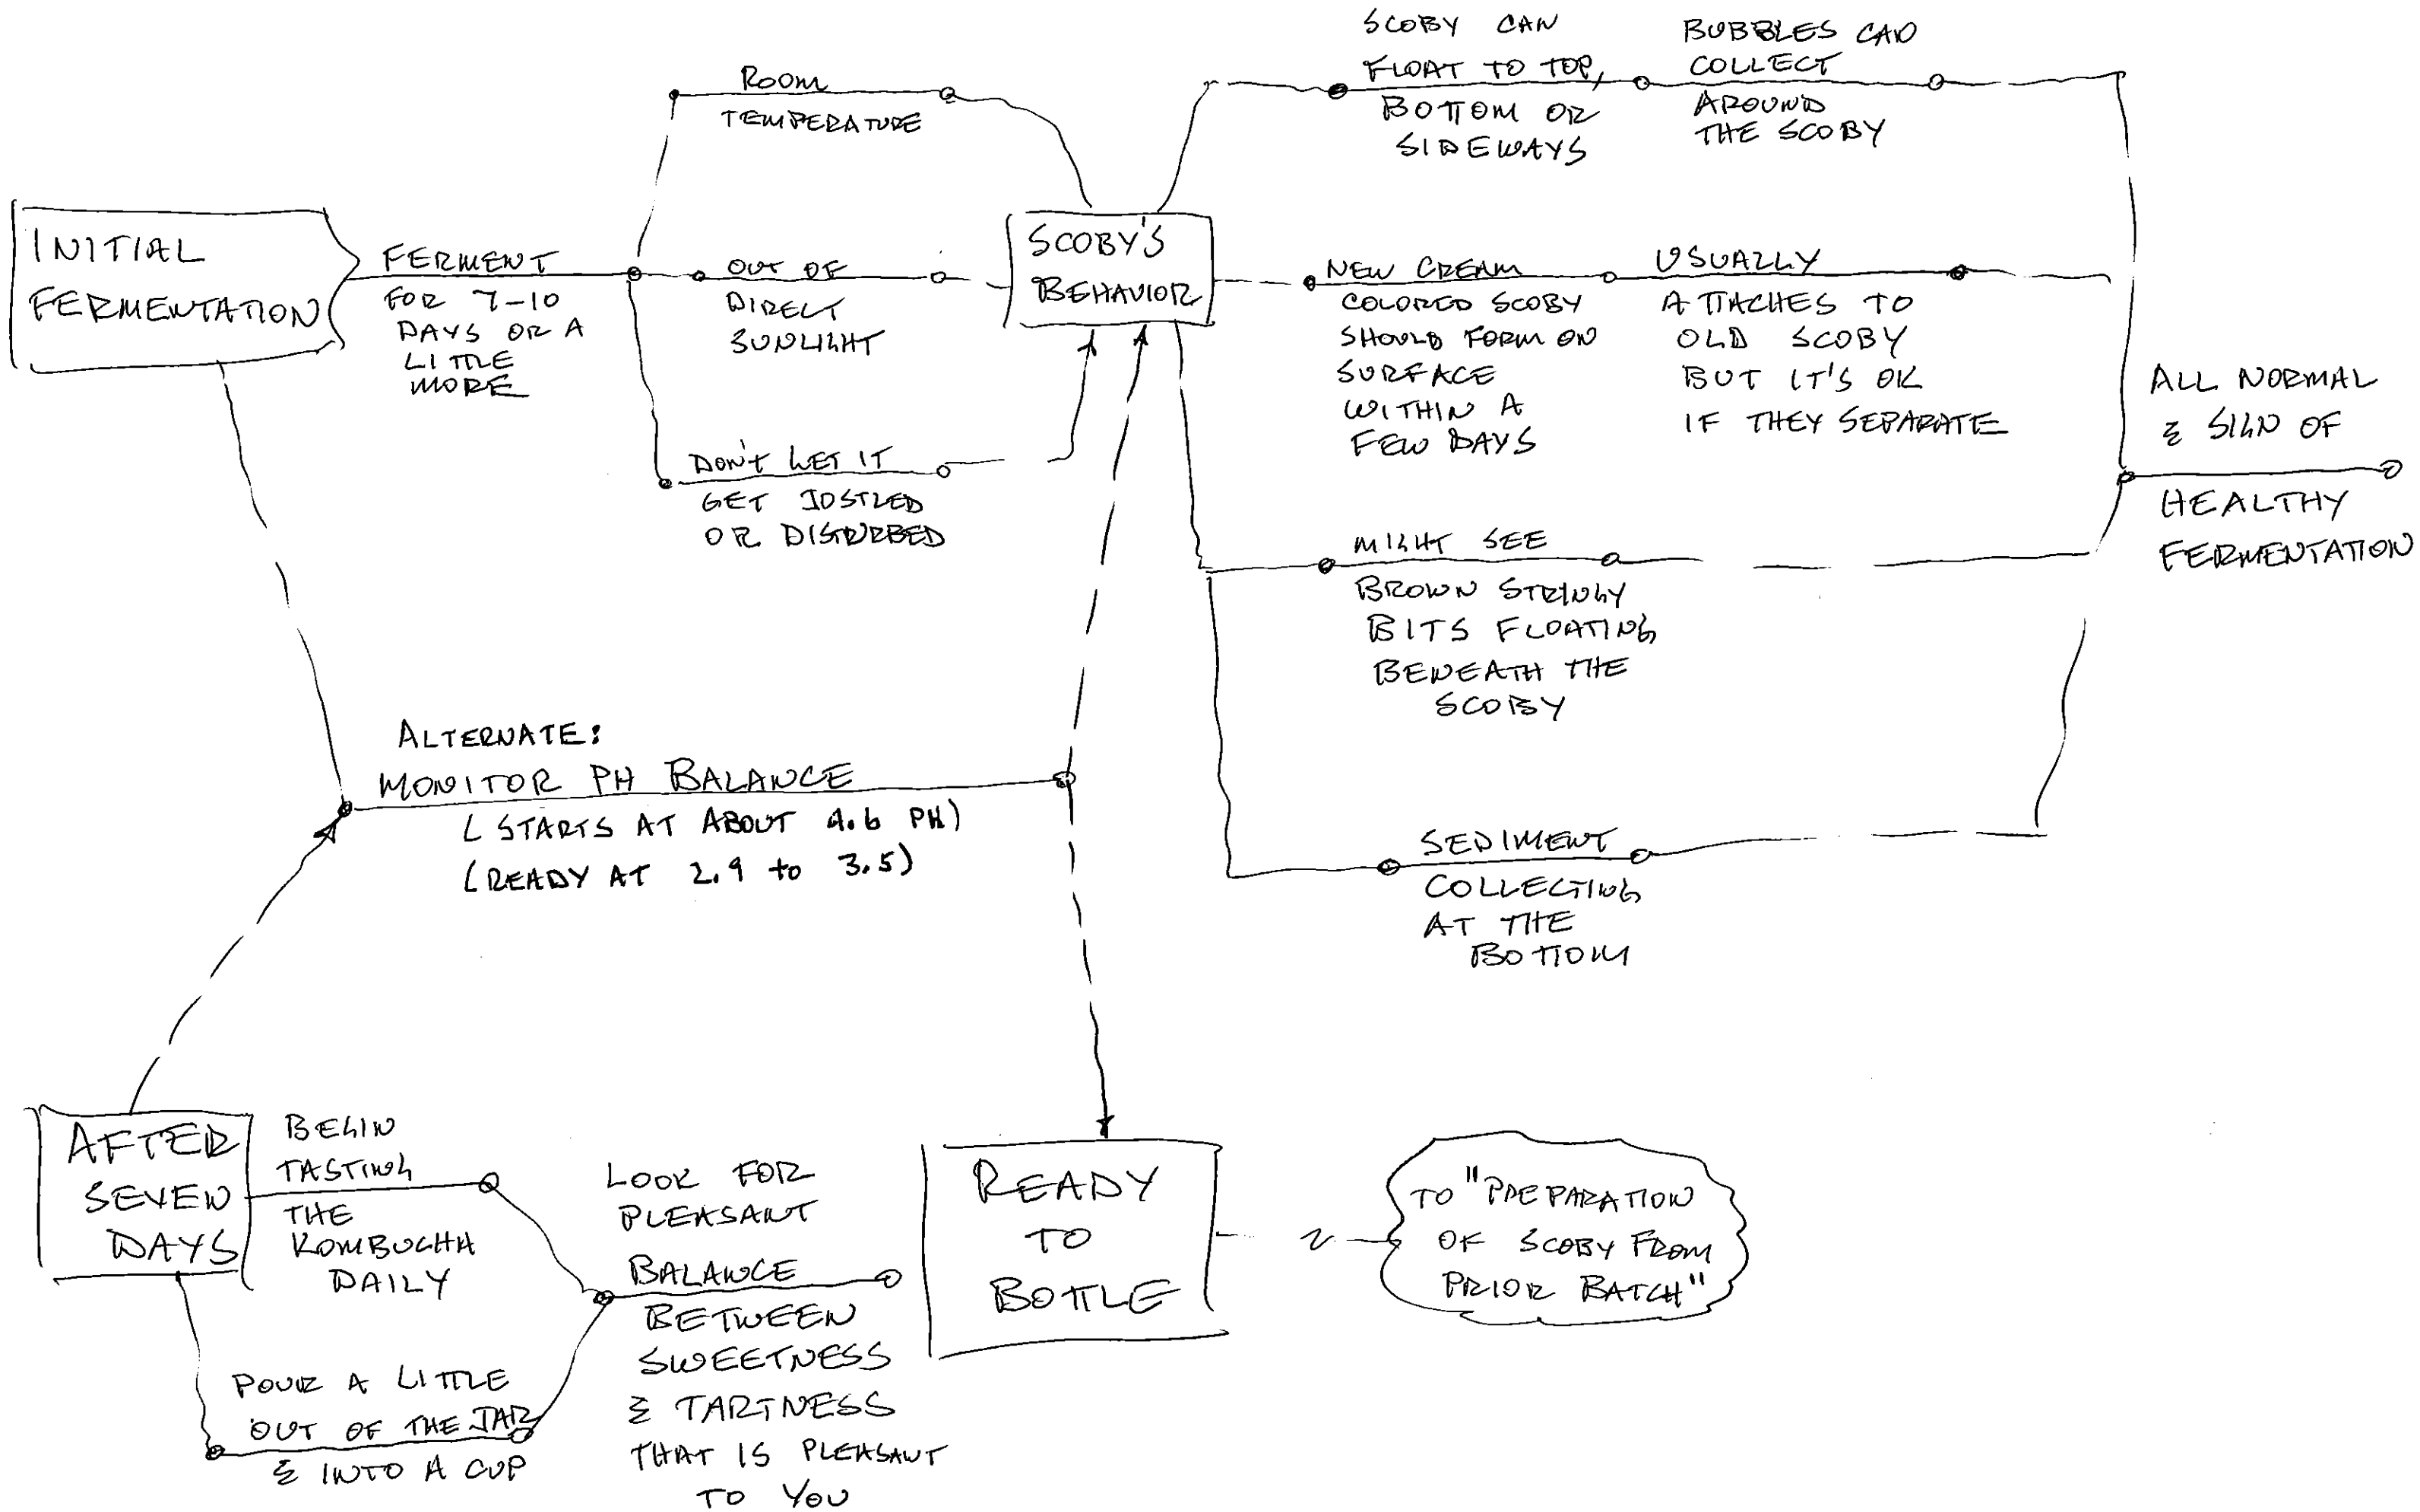 INITIAL
FERMENTATION
FERMENT
FOR 7-10
DAYS OR A
LITTLE
MORE
ROOM
TEMPERATURE
OUT OF
DIRECT
SUNLIGHT
DON'T LET IT
GET JOSTLED
OR DISTURBED
SCOBY'S
BEHAVIOR
SCOBY CAN
FLOAT TO TOP,
BOTTOM OR
SIDEWAYS
BUBBLES CAN
COLLECT
AROUND
THE SCOBY
NEW CREAM
COLORED SCOBY
SHOULD FORM ON
SURFACE
WITHIN A
FEW DAYS
USUALLY
ATTACHES TO
OLD SCOBY
BUT IT'S OK
IF THEY SEPARATE
MIGHT SEE
BROWN STRINGY
BITS FLOATING
BENEATH THE
SCOBY
SEDIMENT
COLLECTING
AT THE
BOTTOM
ALL NORMAL
& SIGN OF
HEALTHY
FERMENTATION
ALTERNATE:
MONITOR PH BALANCE
(STARTS AT ABOUT 4.6 PH)
(READY AT 2.9 to 3.5)
AFTER
SEVEN
DAYS
BEGIN
TASTING
THE
KOMBUCHA
DAILY
POUR A LITTLE
OUT OF THE JAR
& INTO A CUP
LOOK FOR
PLEASANT
BALANCE
BETWEEN
SWEETNESS
& TARTNESS
THAT IS PLEASANT
TO YOU
READY
TO
BOTTLE
TO "PREPARATION
OF SCOBY FROM
PRIOR BATCH"